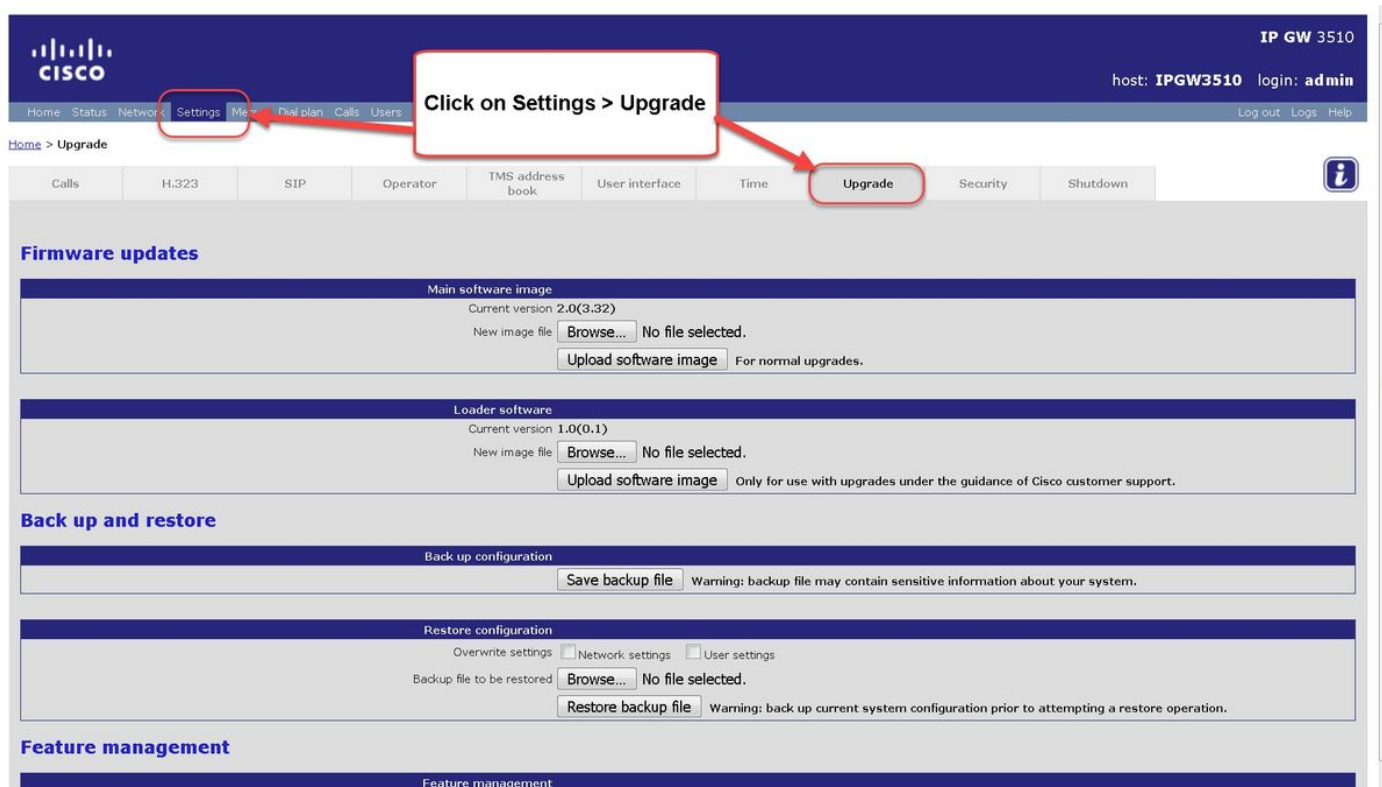 IP GW 3510
CISCO
host: IPGW3510 login: admin
Click on Settings > Upgrade
Home Status Network Settings Dial plan Calls Users
Log out Logs Help
Home > Upgrade
Calls H.323 SIP Operator TMS address book User interface Time Upgrade Security Shutdown
i
Firmware updates
Main software image
Current version 2.0(3.32)
New image file Browse... No file selected.
Upload software image For normal upgrades.
Loader software
Current version 1.0(0.1)
New image file Browse... No file selected.
Upload software image Only for use with upgrades under the guidance of Cisco customer support.
Back up and restore
Back up configuration
Save backup file Warning: backup file may contain sensitive information about your system.
Restore configuration
Overwrite settings Network settings User settings
Backup file to be restored Browse... No file selected.
Restore backup file Warning: back up current system configuration prior to attempting a restore operation.
Feature management
Feature management